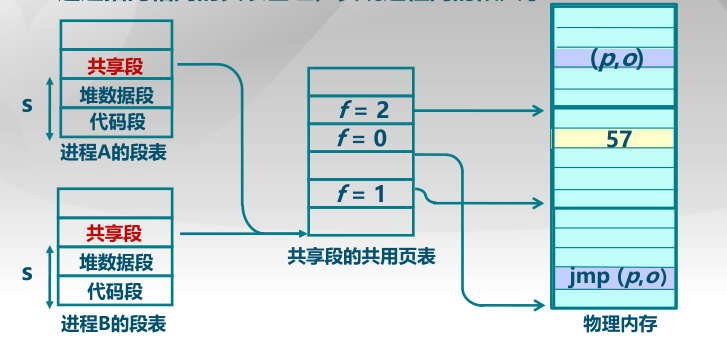 共享段
堆数据段
代码段
S
进程A的段表
共享段
堆数据段
代码段
S
进程B的段表
f = 2
f = 0
f = 1
共享段的共用页表
(p,o)
57
jmp (p,o)
物理内存